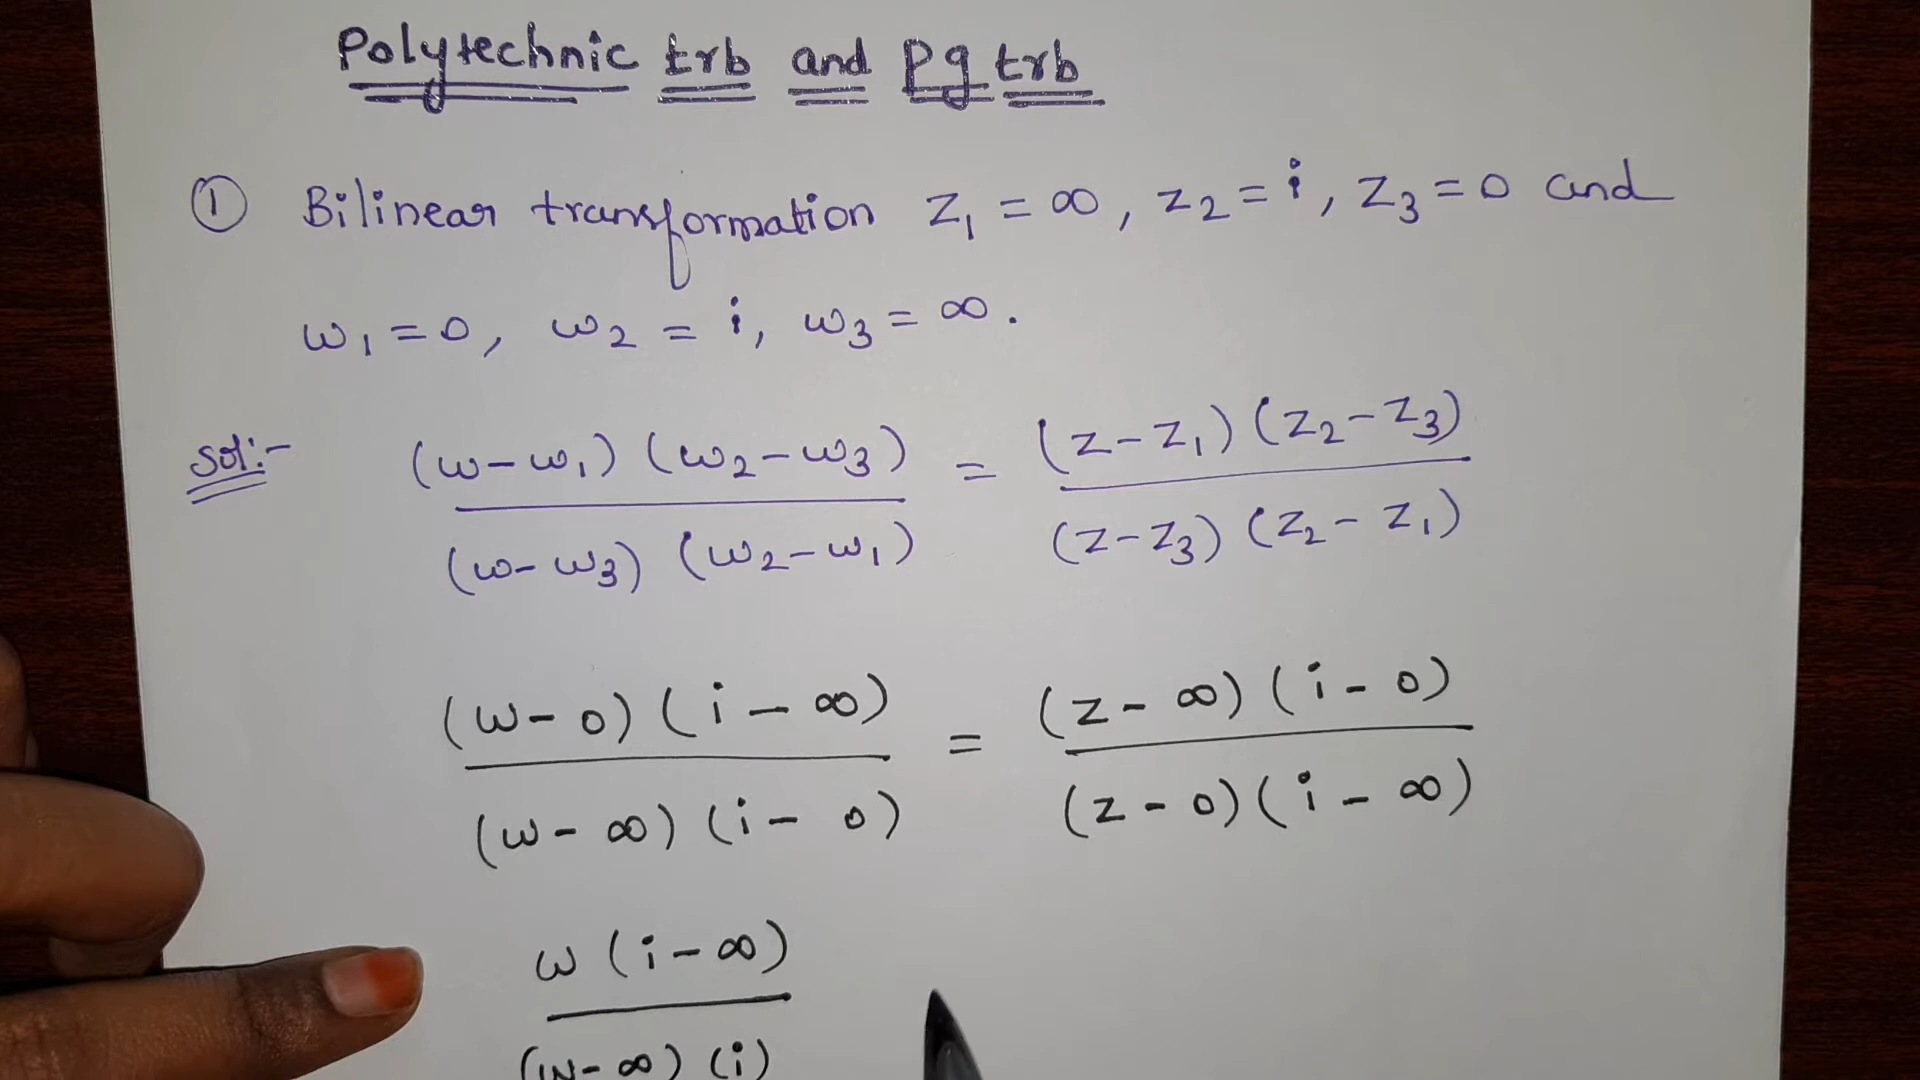 Polytechnic trb and Pg trb
① Bilinear transformation z₁ = ∞, z₂ = i, z₃ = 0 and
w₁ = 0, w₂ = i, w₃ = ∞.
Sol:- (w-w₁) (w₂-w₃) / (w-w₃) (w₂-w₁) = (z-z₁) (z₂-z₃) / (z-z₃) (z₂-z₁)
(w-0) (i-∞) / (w-∞) (i-0) = (z-∞) (i-0) / (z-0) (i-∞)
w (i-∞) / (w-∞) (i)